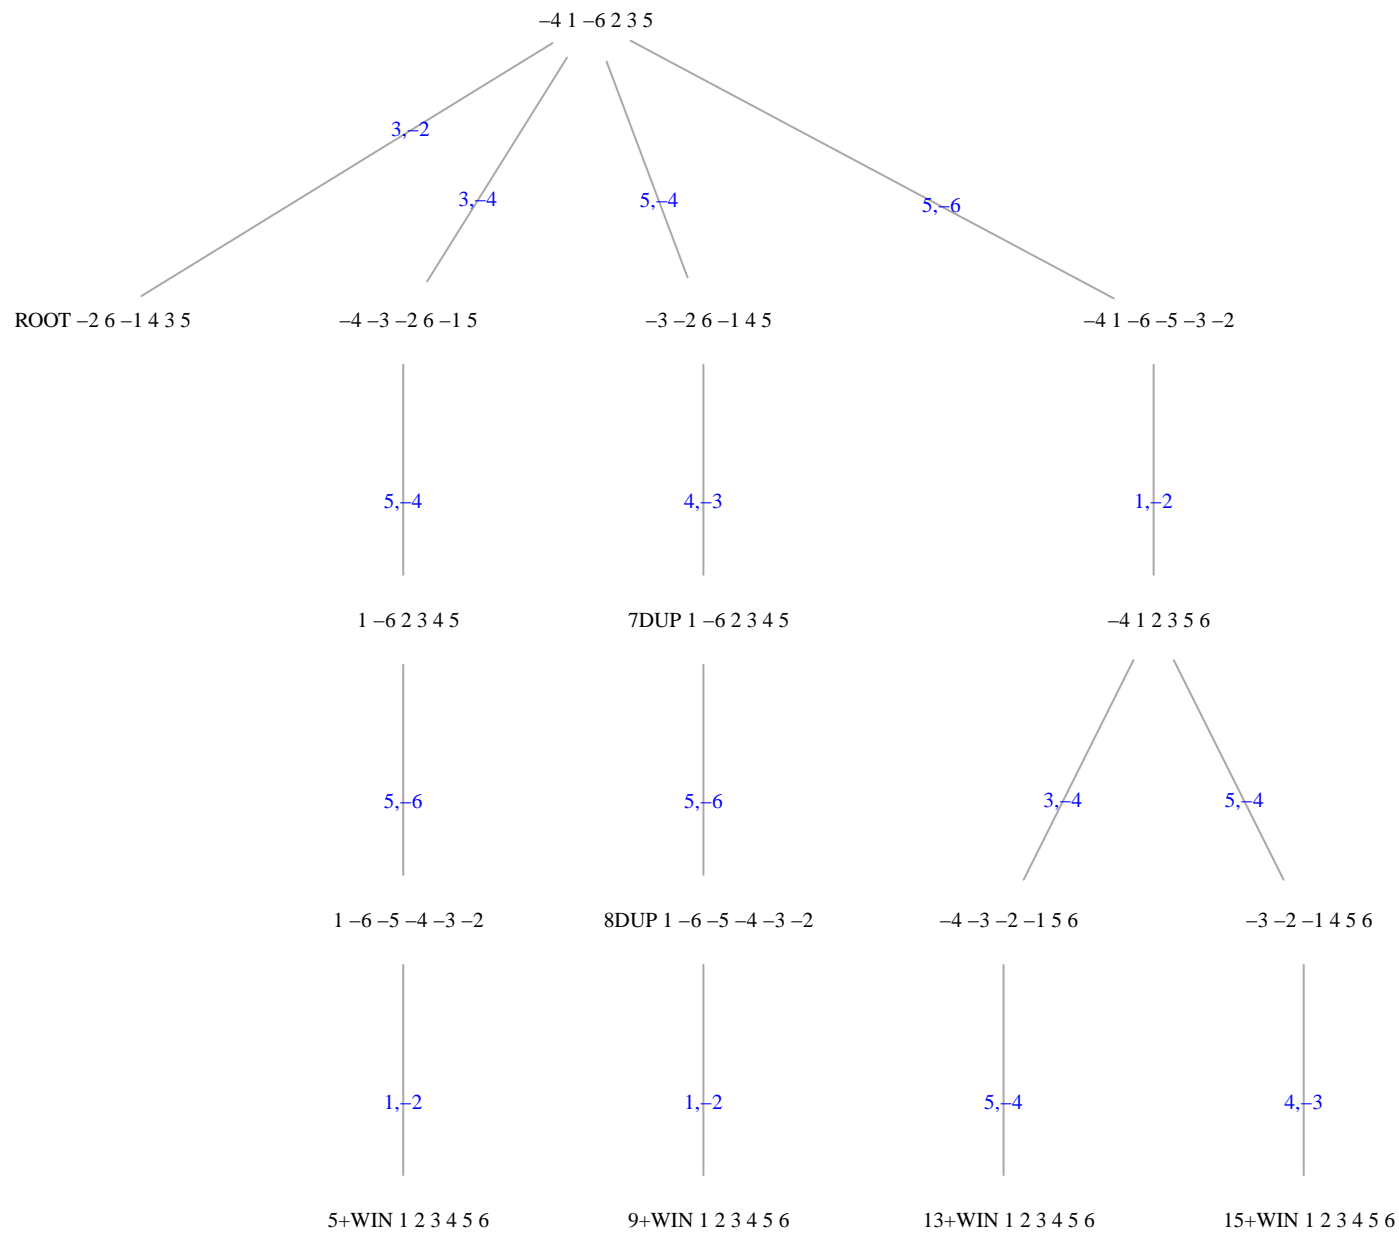 −4 1 −6 2 3 5
3,−2
3,−4
5,−4
5,−6
ROOT −2 6 −1 4 3 5
−4 −3 −2 6 −1 5
−3 −2 6 −1 4 5
−4 1 −6 −5 −3 −2
5,−4
4,−3
1,−2
1 −6 2 3 4 5
7DUP 1 −6 2 3 4 5
−4 1 2 3 5 6
5,−6
5,−6
3,−4
5,−4
1 −6 −5 −4 −3 −2
8DUP 1 −6 −5 −4 −3 −2
−4 −3 −2 −1 5 6
−3 −2 −1 4 5 6
1,−2
1,−2
5,−4
4,−3
5+WIN 1 2 3 4 5 6
9+WIN 1 2 3 4 5 6
13+WIN 1 2 3 4 5 6
15+WIN 1 2 3 4 5 6